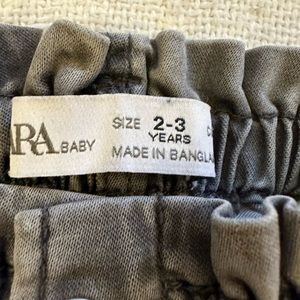 RA BABY
SIZE 2-3
YEARS
MADE IN BANGLA